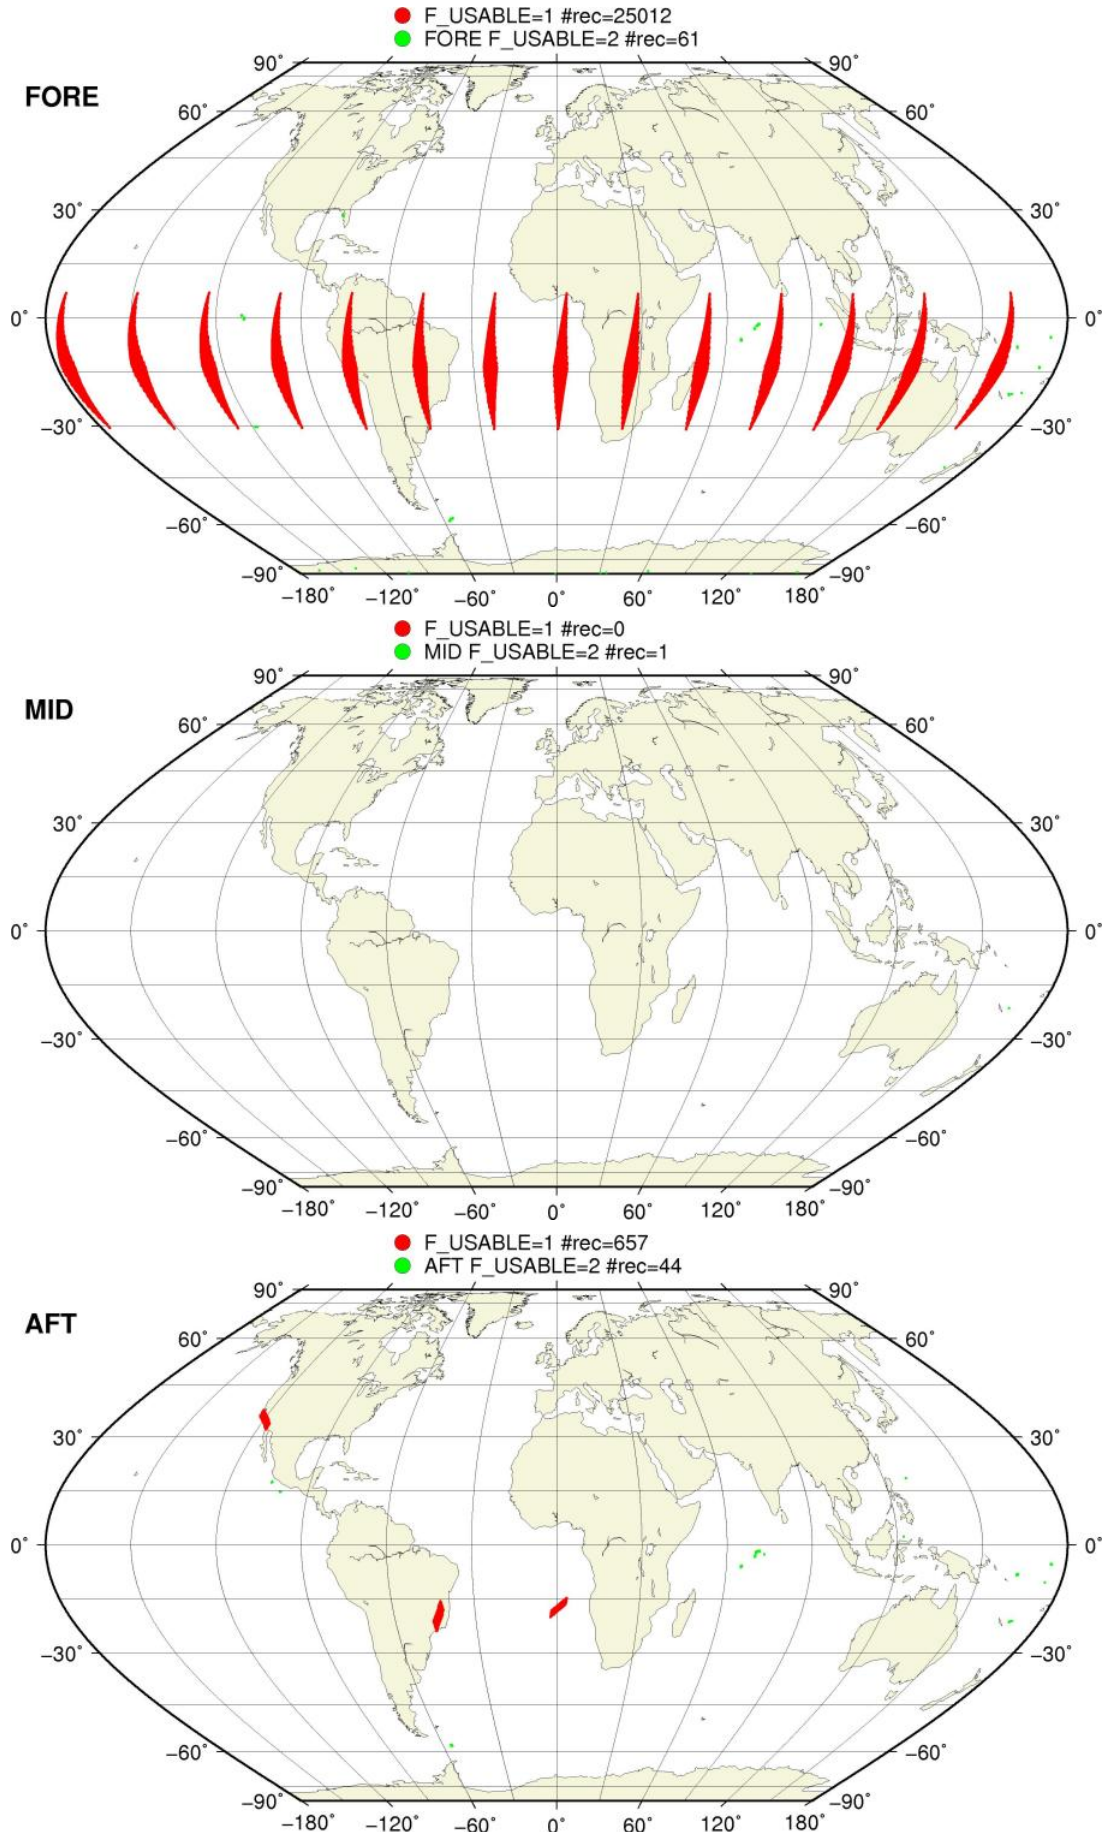 F_USABLE=1 #rec=25012
FORE F_USABLE=2 #rec=61
FORE
90° 90°
60° 60°
30° 30°
0° 0°
−30° −30°
−60° −60°
−90° −90°
−180° −120° −60° 0° 60° 120° 180°
F_USABLE=1 #rec=0
MID F_USABLE=2 #rec=1
MID
90° 90°
60° 60°
30° 30°
0° 0°
−30° −30°
−60° −60°
−90° −90°
−180° −120° −60° 0° 60° 120° 180°
F_USABLE=1 #rec=657
AFT F_USABLE=2 #rec=44
AFT
90° 90°
60° 60°
30° 30°
0° 0°
−30° −30°
−60° −60°
−90° −90°
−180° −120° −60° 0° 60° 120° 180°